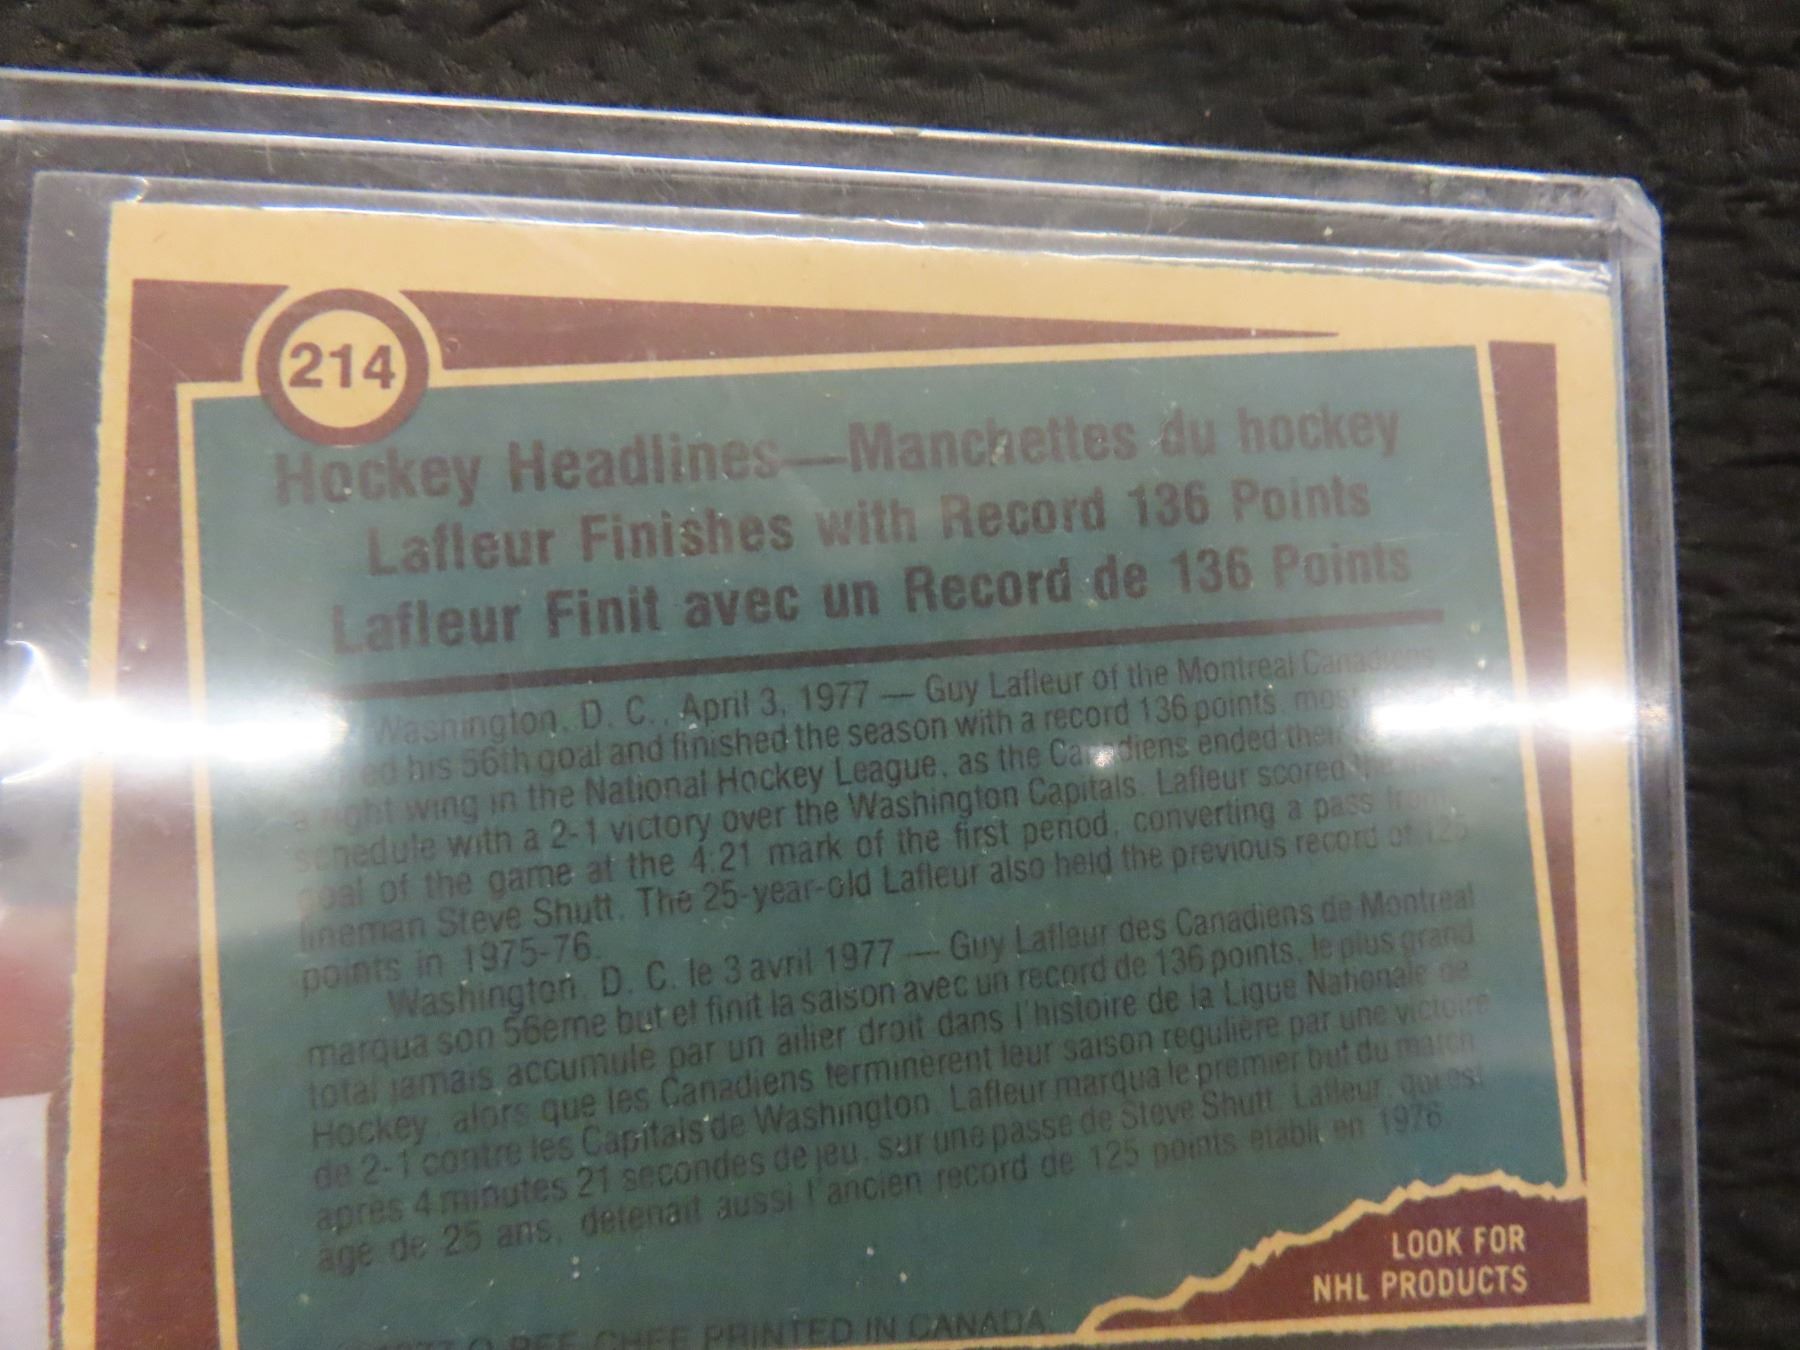 214
Hockey Headlines—Manchettes du hockey
Lafleur Finishes with Record 136 Points
Lafleur Finit avec un Record de 136 Points
Washington, D. C., April 3, 1977 — Guy Lafleur of the Montreal Canadiens
his 56th goal and finished the season with a record 136 points,
a right wing in the National Hockey League, as the Canadiens ended their
schedule with a 2-1 victory over the Washington Capitals. Lafleur scored the
goal of the game at the 4:21 mark of the first period, converting a pass from
lineman Steve Shutt. The 25-year-old Lafleur also held the previous record of 125
points in 1975-76.
Washington, D. C. le 3 avril 1977 — Guy Lafleur des Canadiens de Montreal
marqua son 56eme but et finit la saison avec un record de 136 points, le plus grand
total jamais accumule par un ailier droit dans l'histoire de la Ligue Nationale de
Hockey, alors que les Canadiens terminèrent leur saison regulière par une victoire
de 2-1 contre les Capitals de Washington. Lafleur marqua le premier but du match
après 4 minutes 21 secondes de jeu, sur une passe de Steve Shutt. Lafleur, qui est
âgé de 25 ans, detenait aussi l'ancien record de 125 points etabli en 1976.
LOOK FOR
NHL PRODUCTS
1977 O-PEE-CHEE PRINTED IN CANADA